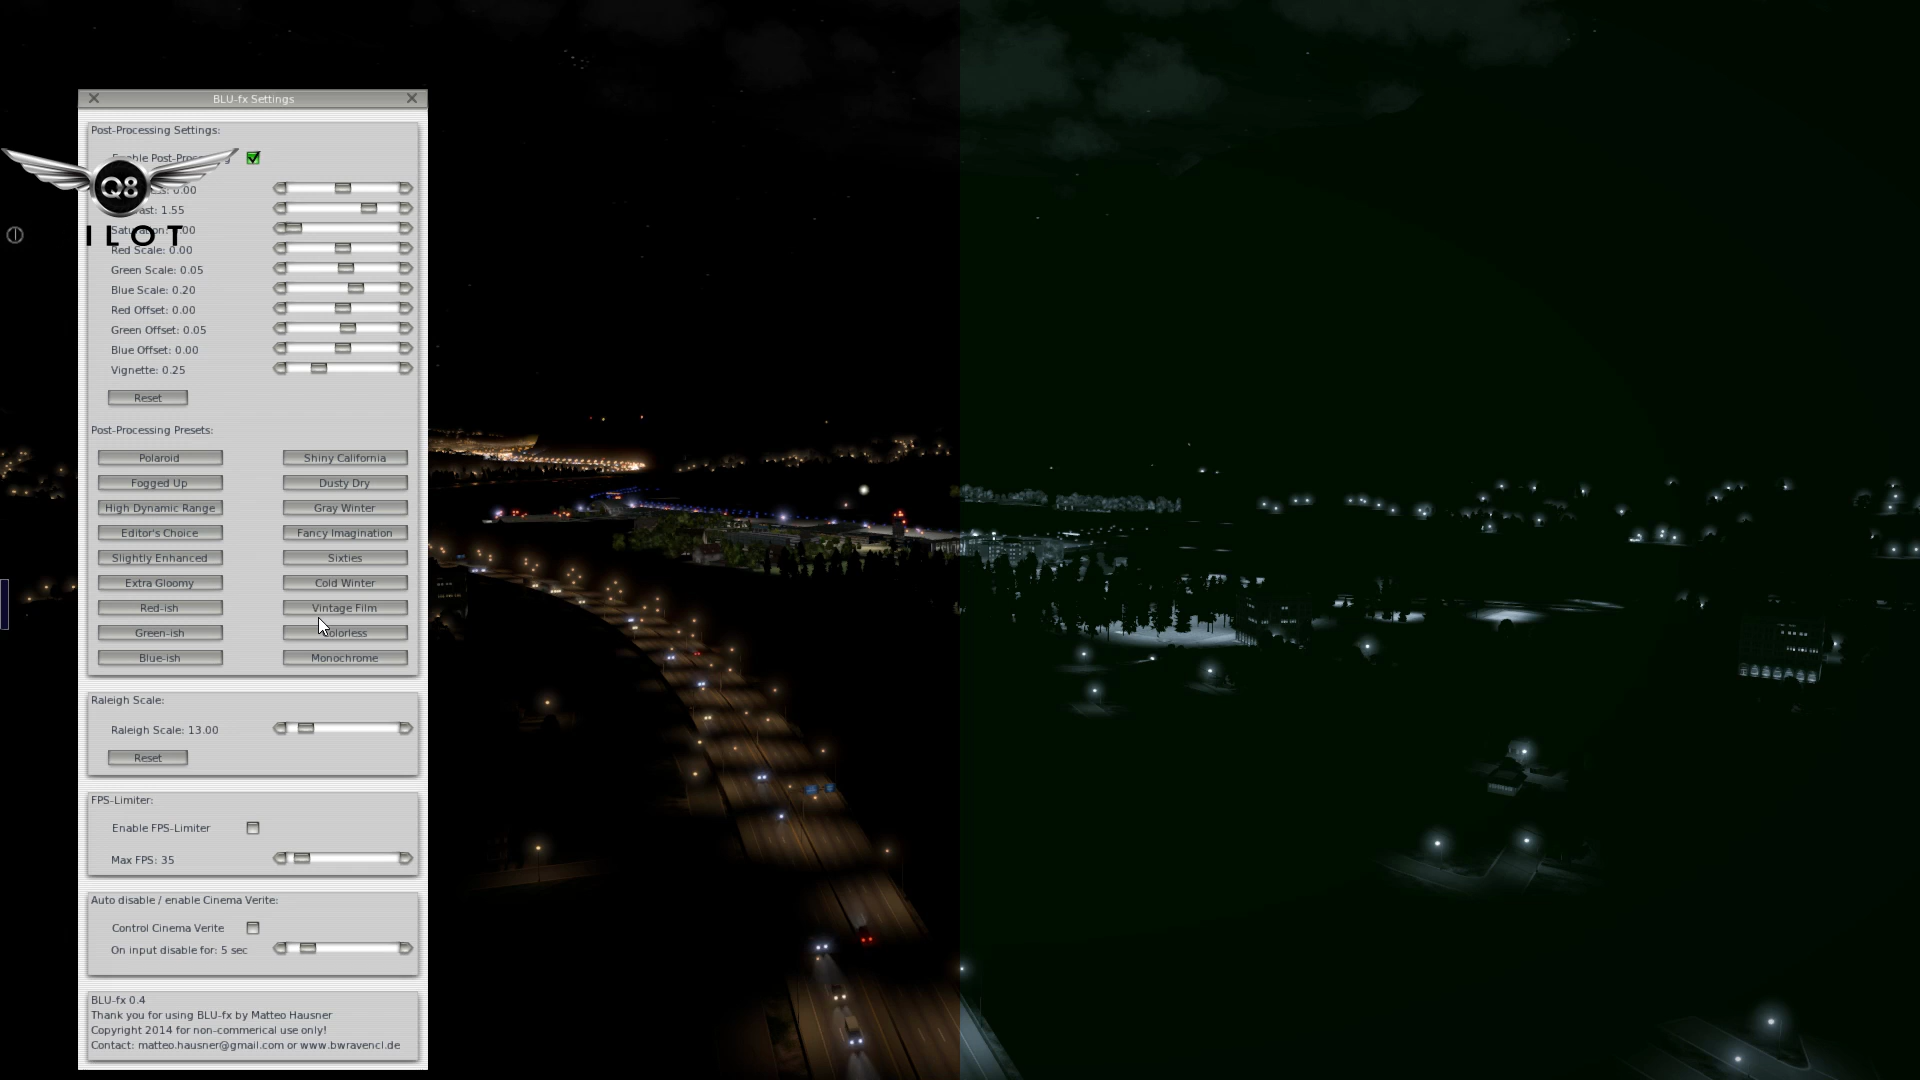 BLU-fx Settings
Post-Processing Settings:
Q8
ILOT
1.55
Red Scale: 0.00
Green Scale: 0.05
Blue Scale: 0.20
Red Offset: 0.00
Green Offset: 0.05
Blue Offset: 0.00
Vignette: 0.25
Reset
Post-Processing Presets:
Polaroid Shiny California
Fogged Up Dusty Dry
High Dynamic Range Gray Winter
Editor's Choice Fancy Imagination
Slightly Enhanced Sixties
Extra Gloomy Cold Winter
Red-ish Vintage Film
Green-ish
Blue-ish Monochrome
Raleigh Scale:
Raleigh Scale: 13.00
Reset
FPS-Limiter:
Enable FPS-Limiter
Max FPS: 35
Auto disable / enable Cinema Verite:
Control Cinema Verite
On input disable for: 5 sec
BLU-fx 0.4
Thank you for using BLU-fx by Matteo Hausner
Copyright 2014 for non-commerical use only!
Contact: matteo.hausner@gmail.com or www.bwravencl.de